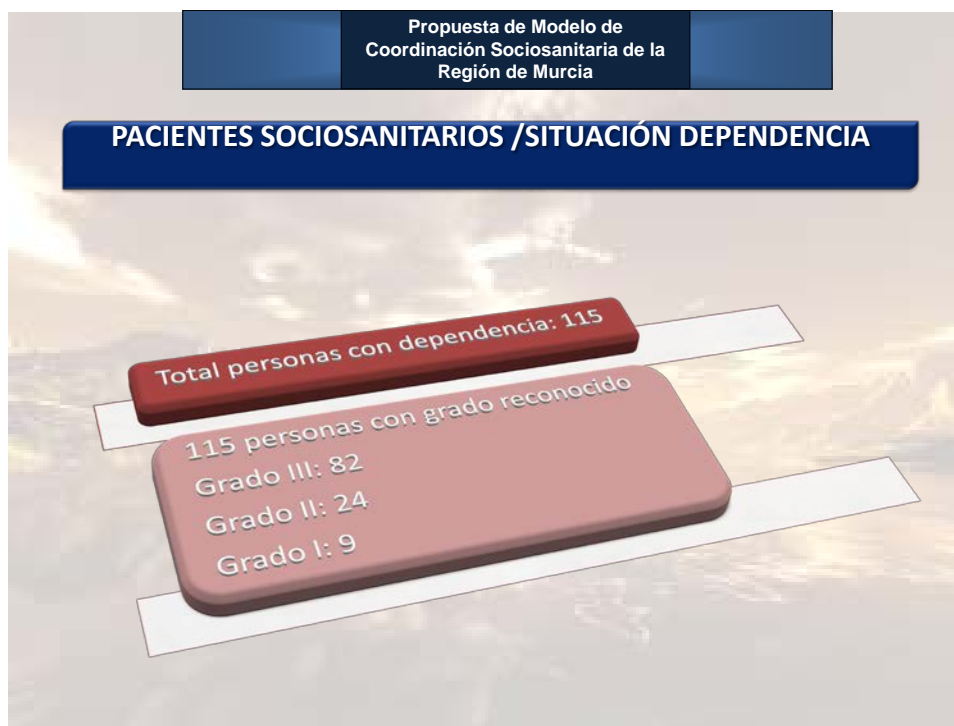 Propuesta de Modelo de
Coordinación Sociosanitaria de la
Región de Murcia
PACIENTES SOCIOSANITARIOS /SITUACIÓN DEPENDENCIA
Total personas con dependencia: 115
115 personas con grado reconocido
Grado III: 82
Grado II: 24
Grado I: 9